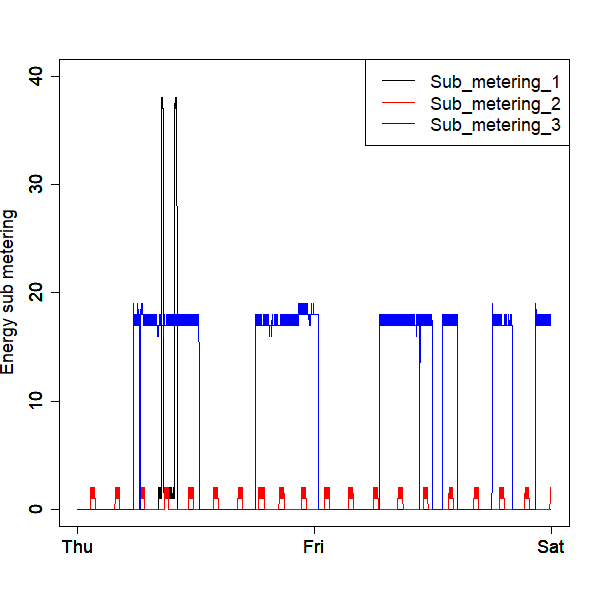 40
30
20
10
0
Energy sub metering
Sub_metering_1
Sub_metering_2
Sub_metering_3
Thu
Fri
Sat